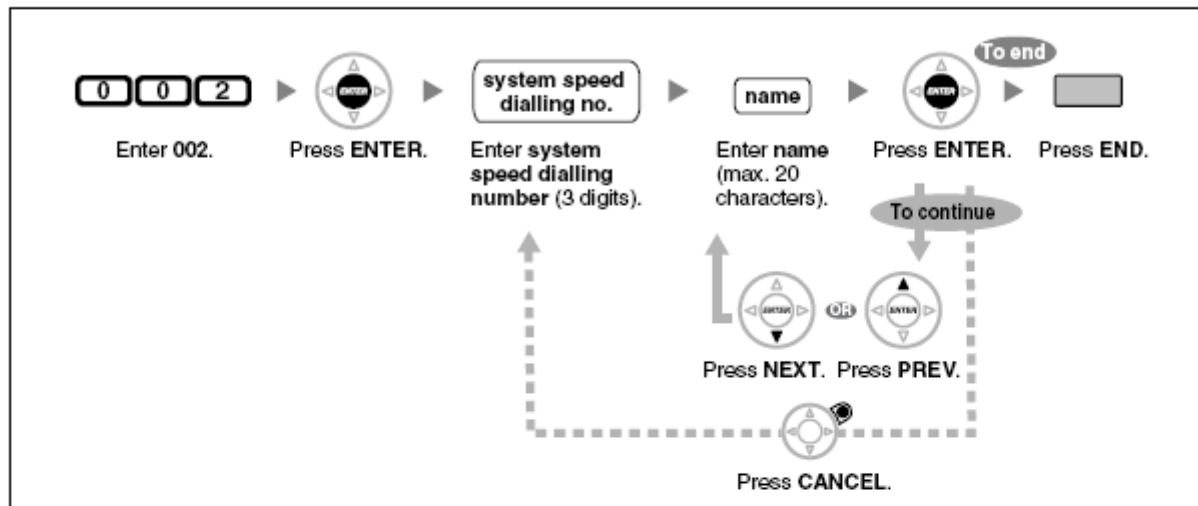 To end
0 0 2
ENTER
system speed
dialling no.
name
ENTER
Enter 002.
Press ENTER.
Enter system
speed dialling
number (3 digits).
Enter name
(max. 20
characters).
Press ENTER.
Press END.
To continue
ENTER
OR
ENTER
Press NEXT.
Press PREV.
Press CANCEL.